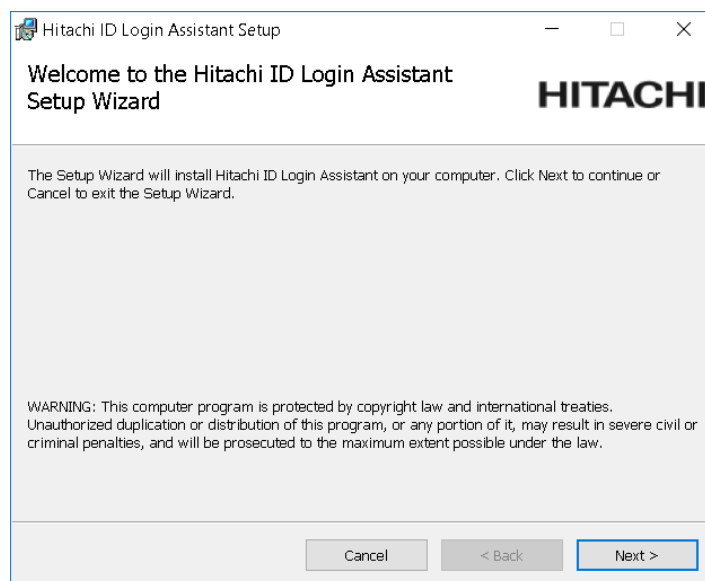 Hitachi ID Login Assistant Setup
Welcome to the Hitachi ID Login Assistant
Setup Wizard
HITACHI
The Setup Wizard will install Hitachi ID Login Assistant on your computer. Click Next to continue or
Cancel to exit the Setup Wizard.
WARNING: This computer program is protected by copyright law and international treaties.
Unauthorized duplication or distribution of this program, or any portion of it, may result in severe civil or
criminal penalties, and will be prosecuted to the maximum extent possible under the law.
Cancel < Back Next >